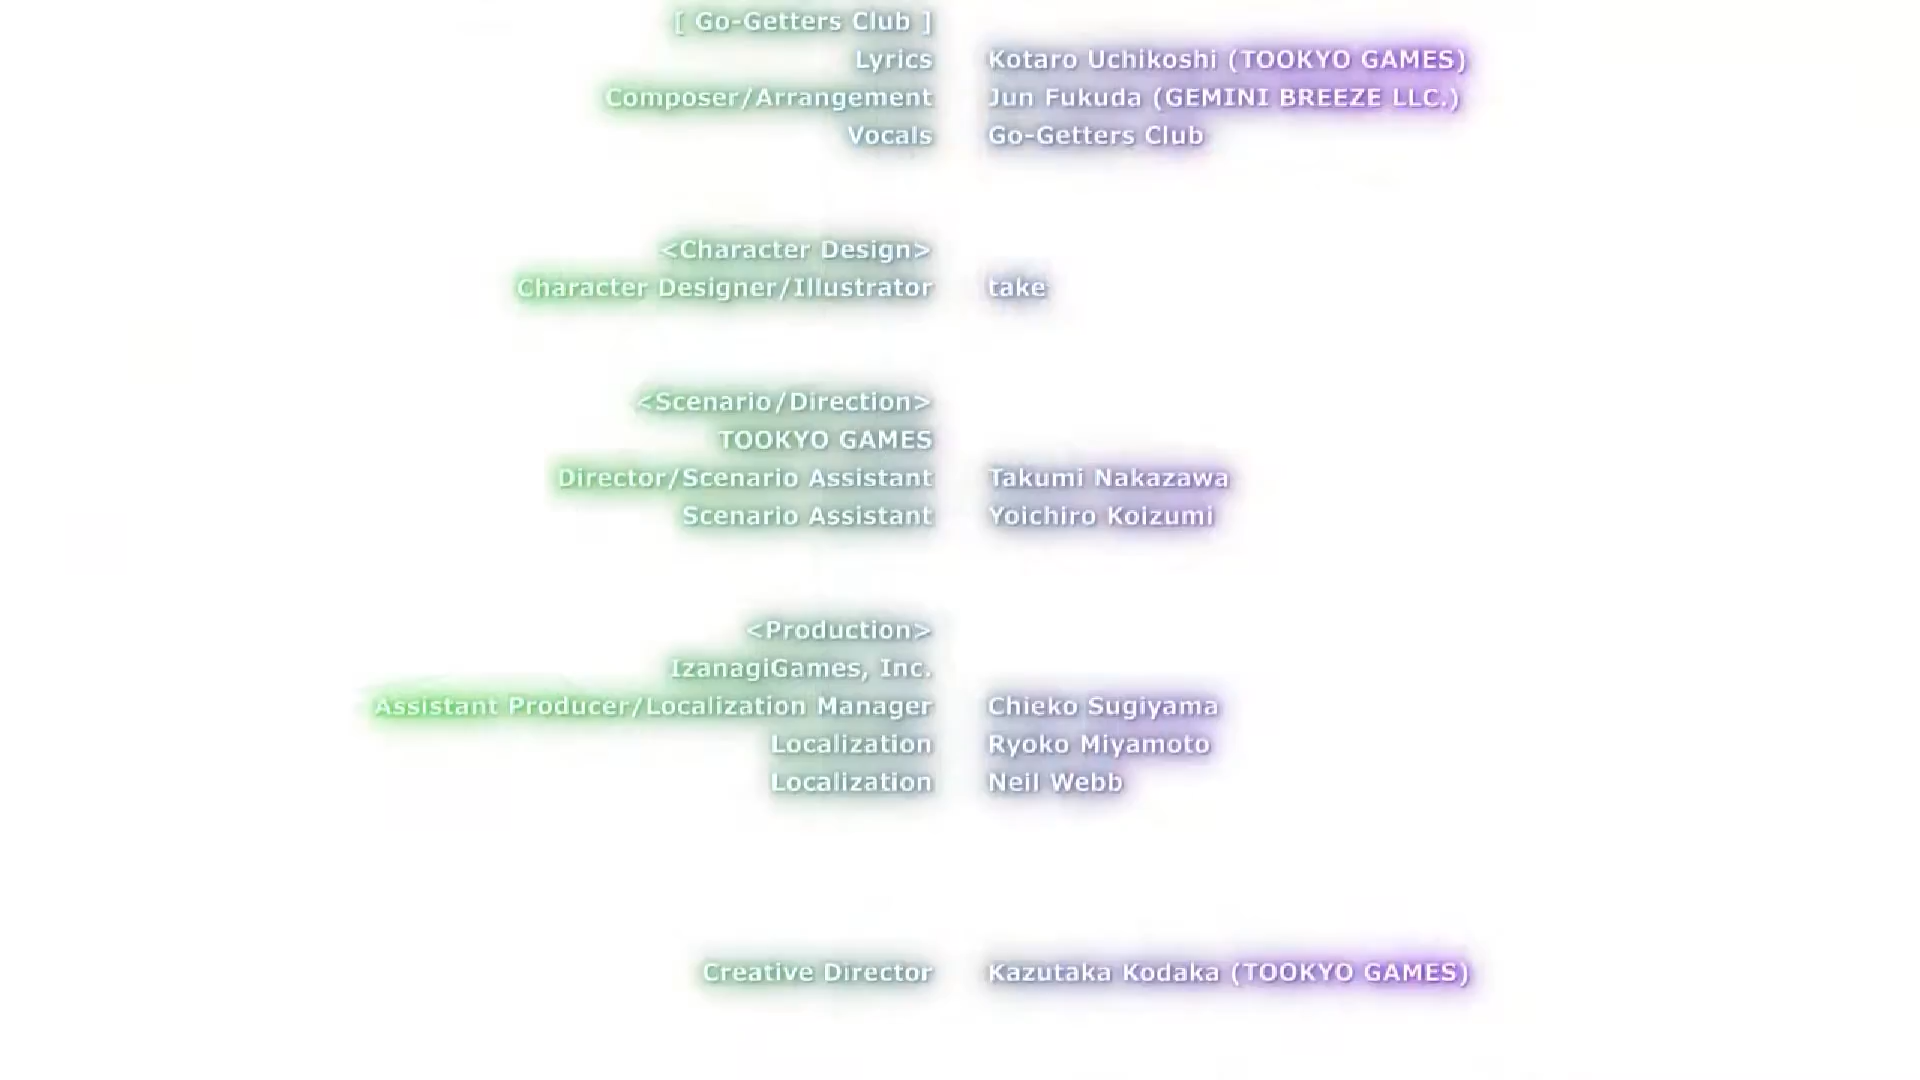 [ Go-Getters Club ]
Lyrics Kotaro Uchikoshi (TOOKYO GAMES)
Composer/Arrangement Jun Fukuda (GEMINI BREEZE LLC.)
Vocals Go-Getters Club
<Character Design>
Character Designer/Illustrator take
<Scenario/Direction>
TOOKYO GAMES
Director/Scenario Assistant Takumi Nakazawa
Scenario Assistant Yoichiro Koizumi
<Production>
IzanagiGames, Inc.
Assistant Producer/Localization Manager Chieko Sugiyama
Localization Ryoko Miyamoto
Localization Neil Webb
Creative Director Kazutaka Kodaka (TOOKYO GAMES)